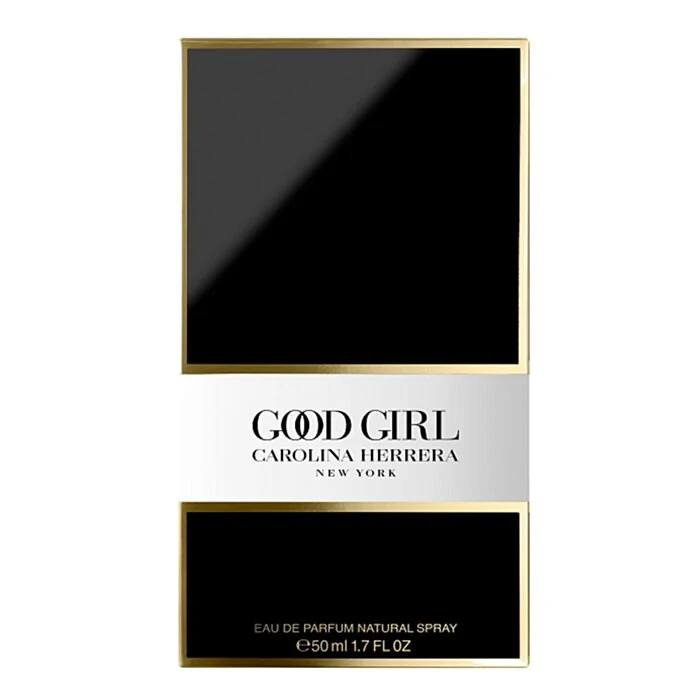 GOOD GIRL
CAROLINA HERRERA
NEW YORK
EAU DE PARFUM NATURAL SPRAY
℮50 ml 1.7 FL OZ